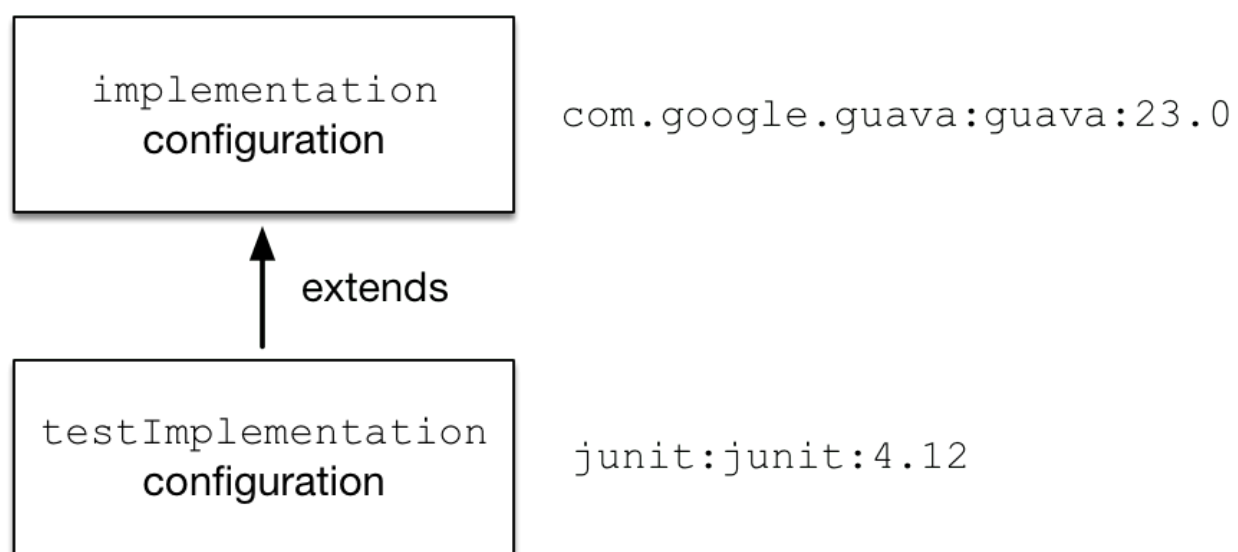 implementation
configuration
com.google.guava:guava:23.0
extends
testImplementation
configuration
junit:junit:4.12